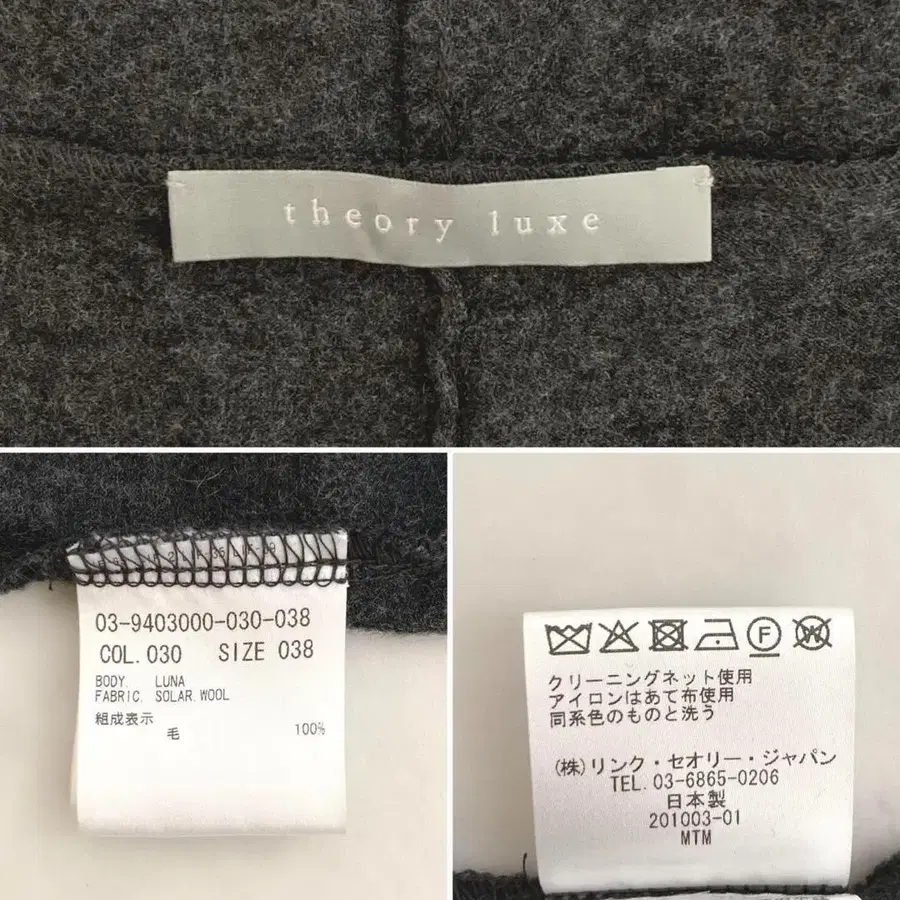 theory luxe
03-9403000-030-038
COL.030 SIZE 038
BODY. LUNA
FABRIC. SOLAR.WOOL
組成表示
毛 100%
F
W
クリーニングネット使用
アイロンはあて布使用
同系色のものと洗う
(株)リンク・セオリー・ジャパン
TEL.03-6865-0206
日本製
201003-01
MTM